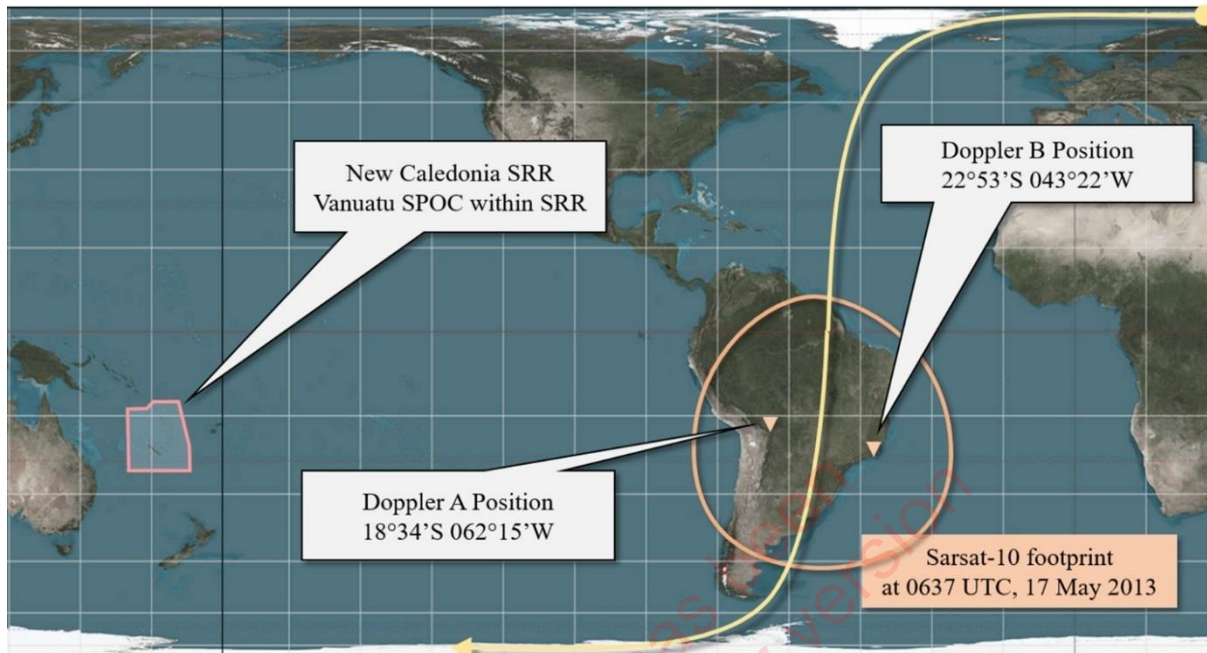 New Caledonia SRR
Vanuatu SPOC within SRR
Doppler B Position
22°53’S 043°22’W
Doppler A Position
18°34’S 062°15’W
Sarsat-10 footprint
at 0637 UTC, 17 May 2013
version